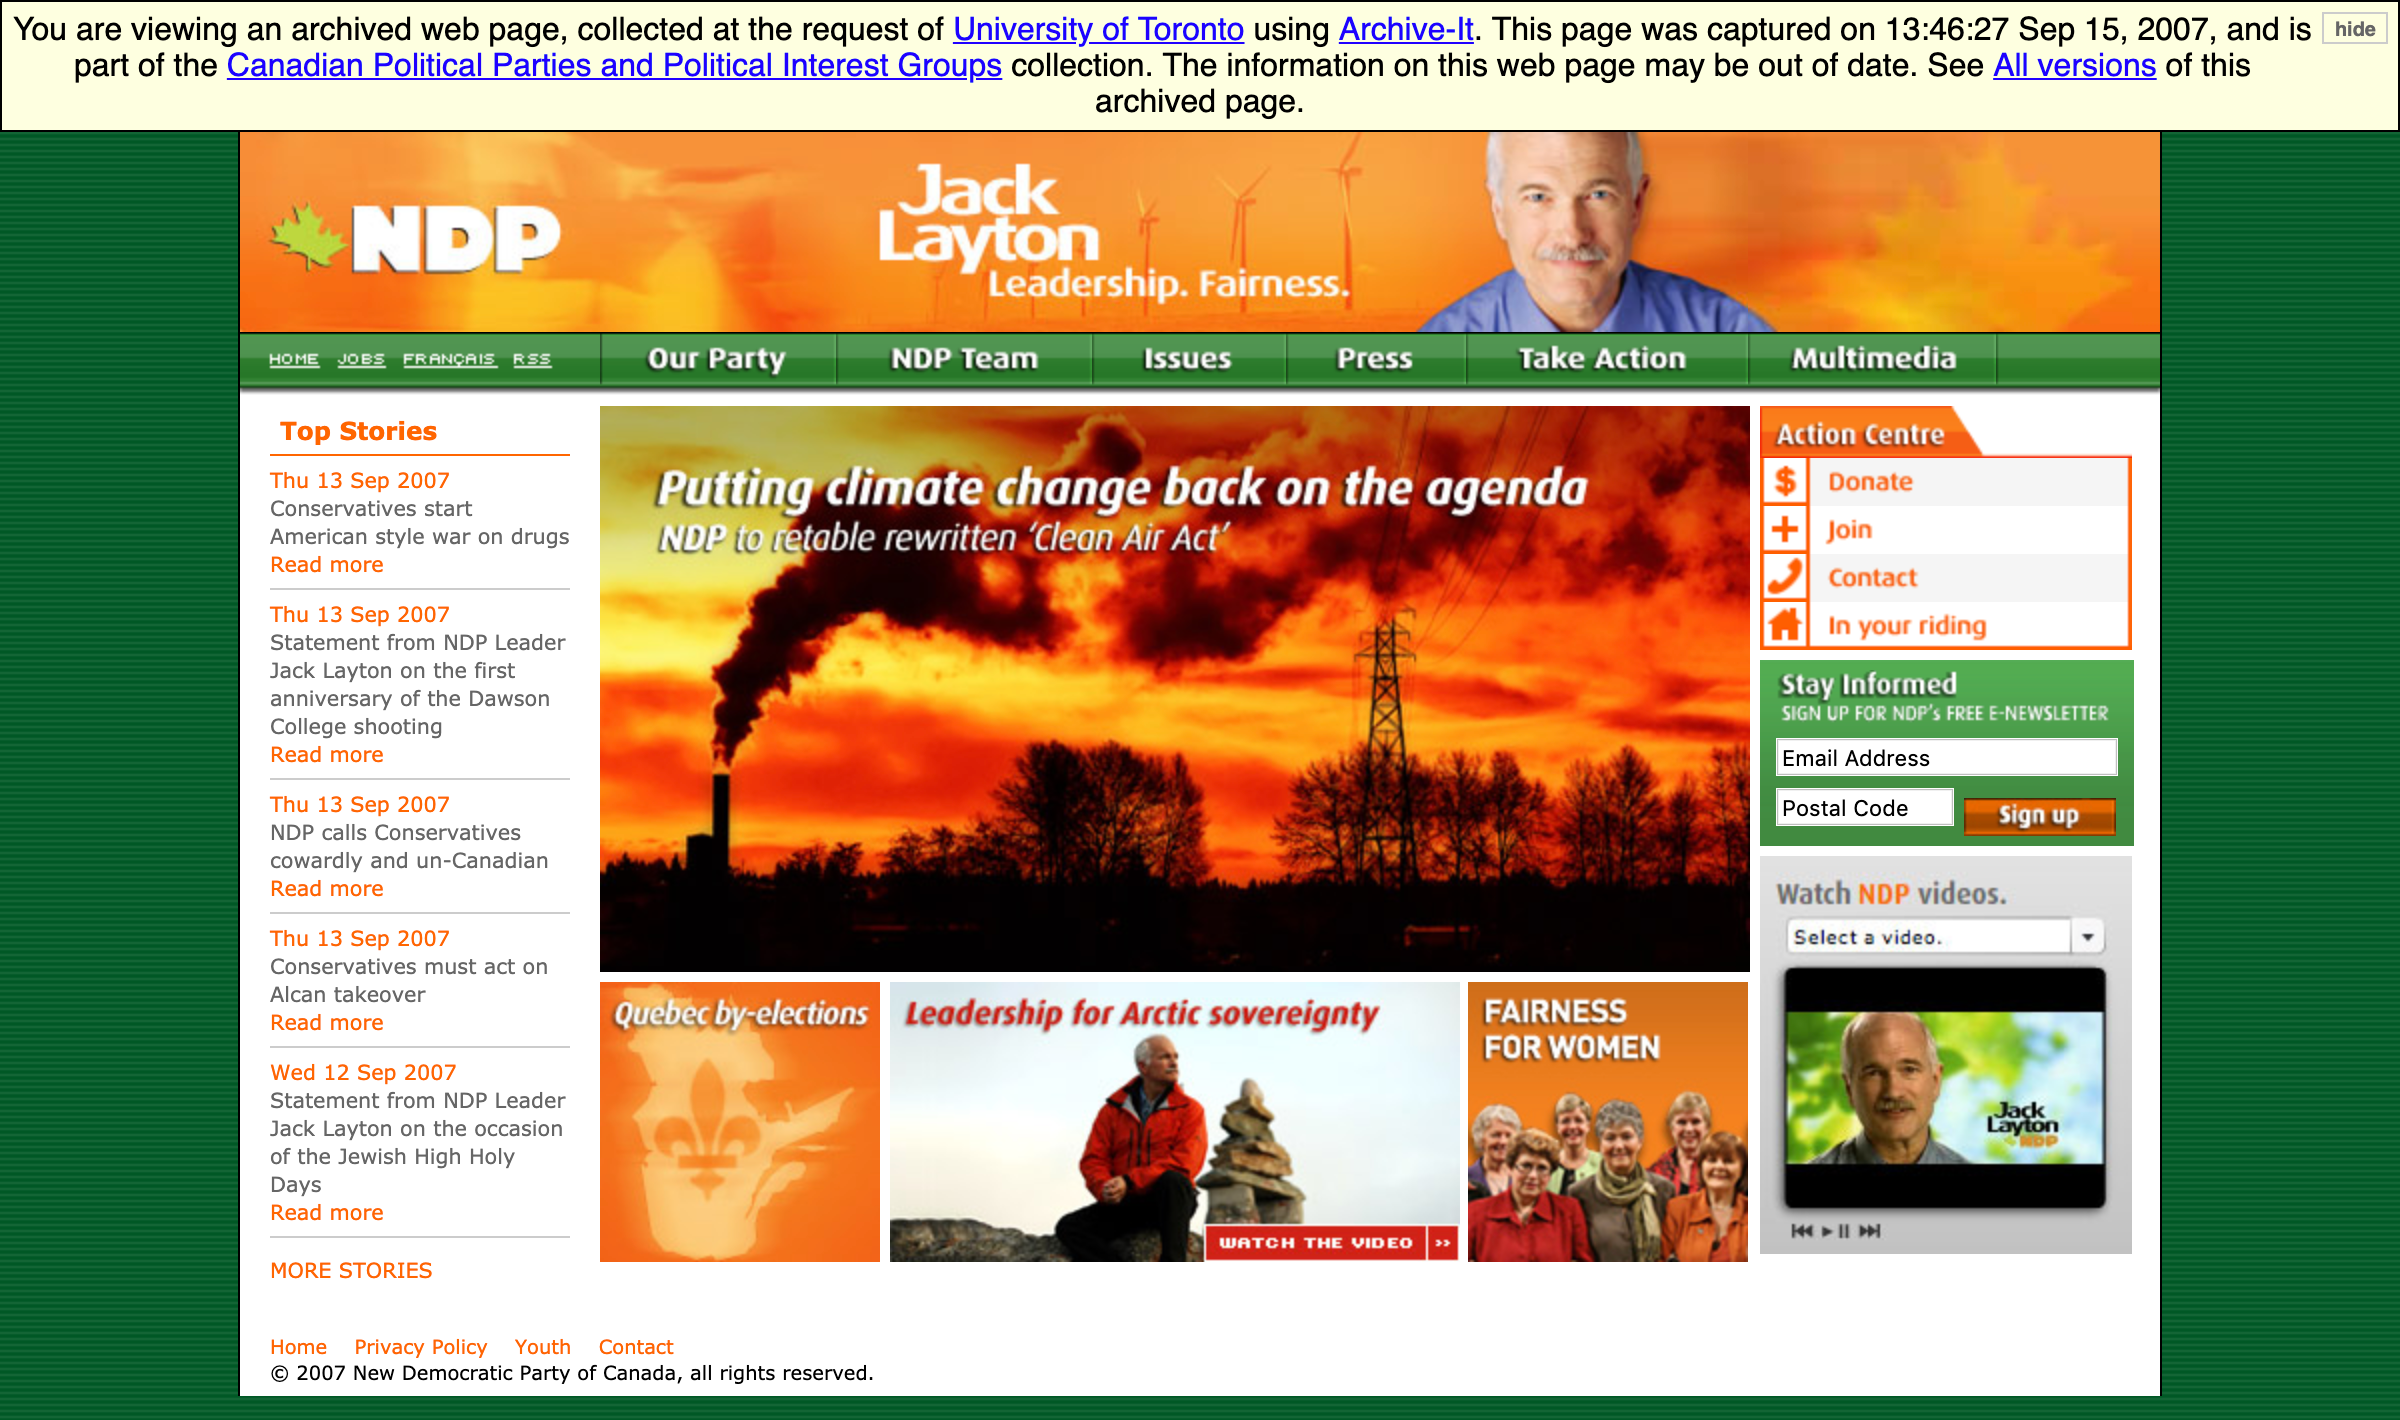 You are viewing an archived web page, collected at the request of University of Toronto using Archive-It. This page was captured on 13:46:27 Sep 15, 2007, and is
hide
part of the Canadian Political Parties and Political Interest Groups collection. The information on this web page may be out of date. See All versions of this
archived page.
NDP
Jack
Layton
Leadership. Fairness.
HOME JOBS FRANÇAIS RSS
Our Party
NDP Team
Issues
Press
Take Action
Multimedia
Top Stories
Thu 13 Sep 2007
Conservatives start
American style war on drugs
Read more
Thu 13 Sep 2007
Statement from NDP Leader
Jack Layton on the first
anniversary of the Dawson
College shooting
Read more
Thu 13 Sep 2007
NDP calls Conservatives
cowardly and un-Canadian
Read more
Thu 13 Sep 2007
Conservatives must act on
Alcan takeover
Read more
Wed 12 Sep 2007
Statement from NDP Leader
Jack Layton on the occasion
of the Jewish High Holy
Days
Read more
MORE STORIES
Putting climate change back on the agenda
NDP to retable rewritten ‘Clean Air Act’
Quebec by-elections
Leadership for Arctic sovereignty
WATCH THE VIDEO >>
FAIRNESS
FOR WOMEN
Action Centre
$ Donate
Join
Contact
In your riding
Stay Informed
SIGN UP FOR NDP's FREE E-NEWSLETTER
Email Address
Postal Code
Sign up
Watch NDP videos.
Select a video.
Jack
Layton
NDP
Home Privacy Policy Youth Contact
© 2007 New Democratic Party of Canada, all rights reserved.